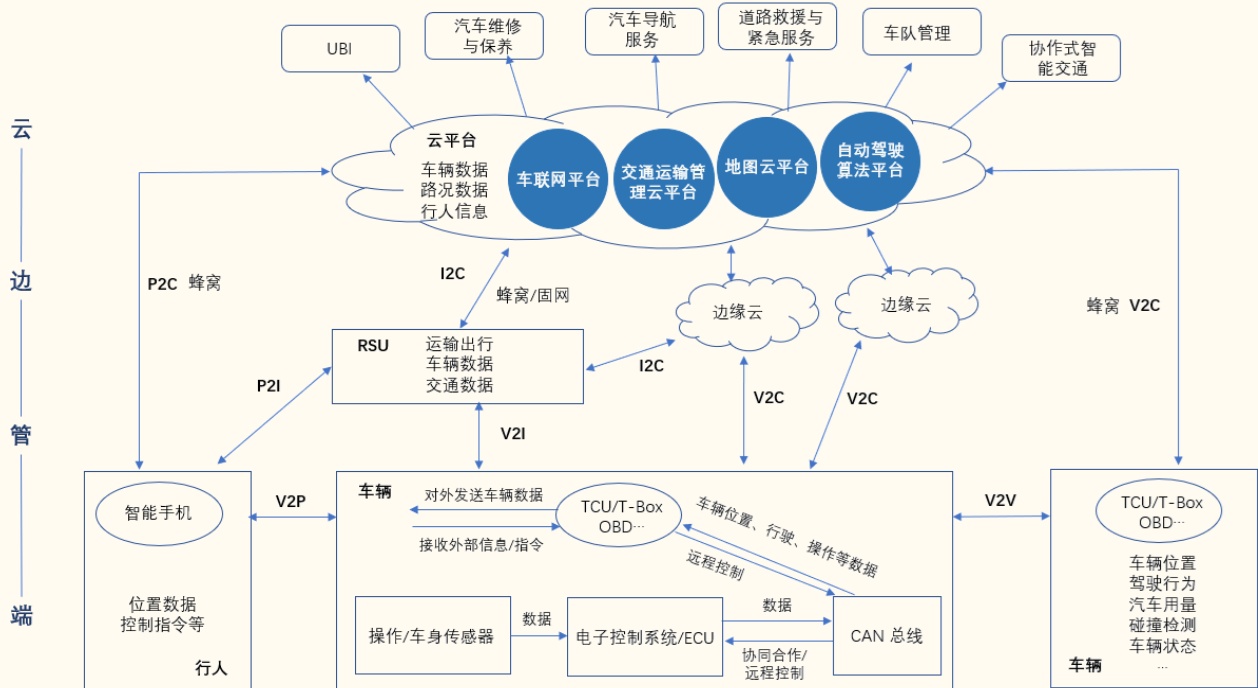 UBI
汽车维修
与保养
汽车导航
服务
道路救援与
紧急服务
车队管理
协作式智
能交通
云
边
管
端
云平台
车辆数据
路况数据
行人信息
车联网平台
交通运输管
理云平台
地图云平台
自动驾驶
算法平台
P2C 蜂窝
I2C
蜂窝/固网
边缘云
边缘云
蜂窝 V2C
RSU
运输出行
车辆数据
交通数据
I2C
P2I
V2I
V2C
V2C
智能手机
位置数据
控制指令等
行人
V2P
车辆
对外发送车辆数据
接收外部信息/指令
TCU/T-Box
OBD…
车辆位置、行驶、操作等数据
远程控制
操作/车身传感器
数据
电子控制系统/ECU
数据
协同合作/
远程控制
CAN 总线
V2V
TCU/T-Box
OBD…
车辆位置
驾驶行为
汽车用量
碰撞检测
车辆状态
…
车辆